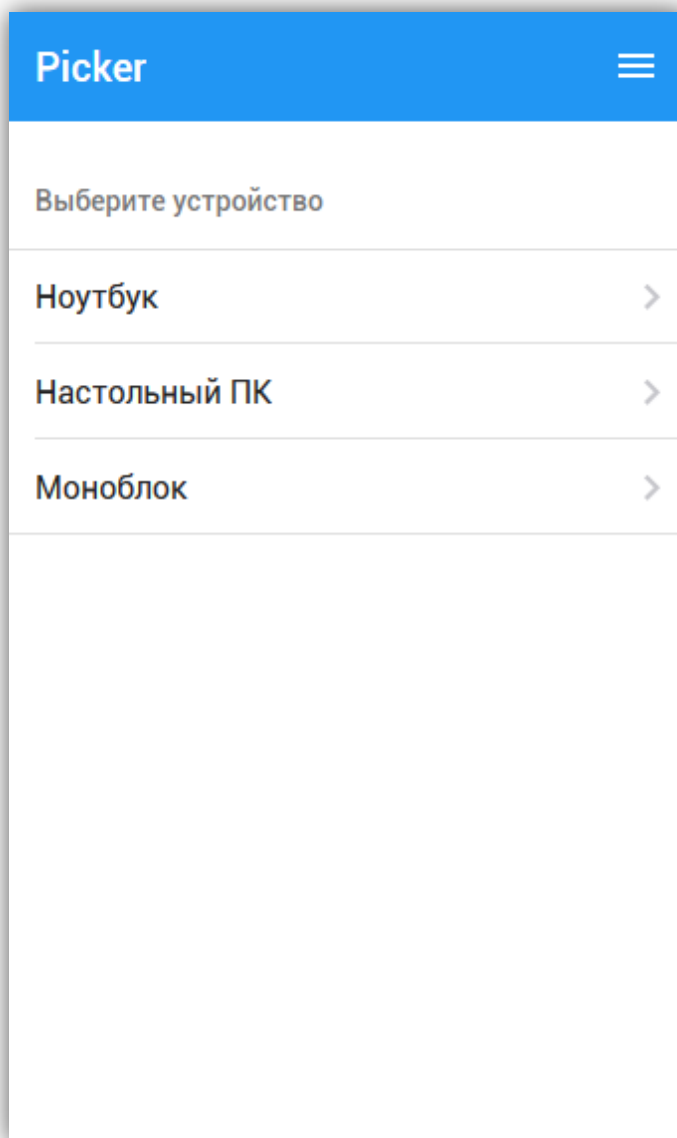 Picker
Выберите устройство
Ноутбук
Настольный ПК
Моноблок